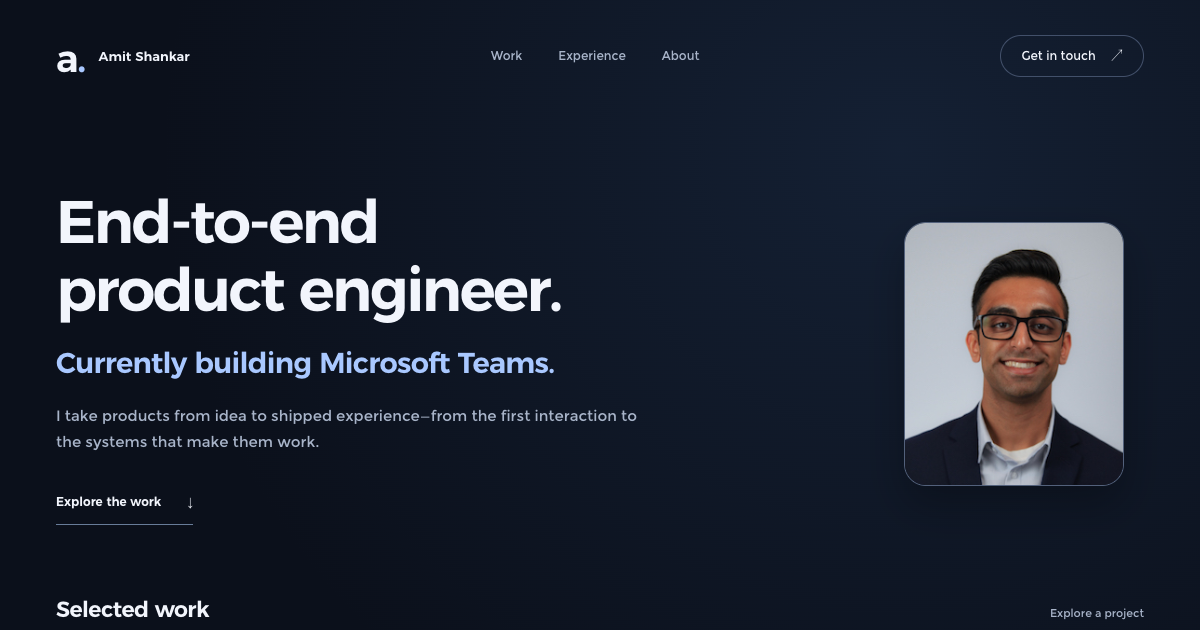 a. Amit Shankar
Work Experience About
Get in touch ↗
End-to-end
product engineer.
Currently building Microsoft Teams.
I take products from idea to shipped experience—from the first interaction to
the systems that make them work.
Explore the work ↓
Selected work
Explore a project